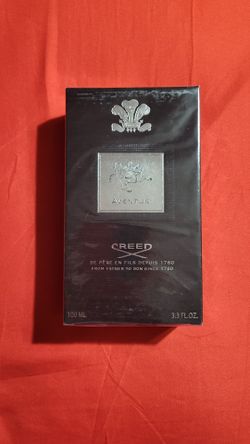 AVENTUS
CREED
DE PÈRE EN FILS DEPUIS 1760
FROM FATHER TO SON SINCE 1760
100 ML 3.3 FL.OZ.